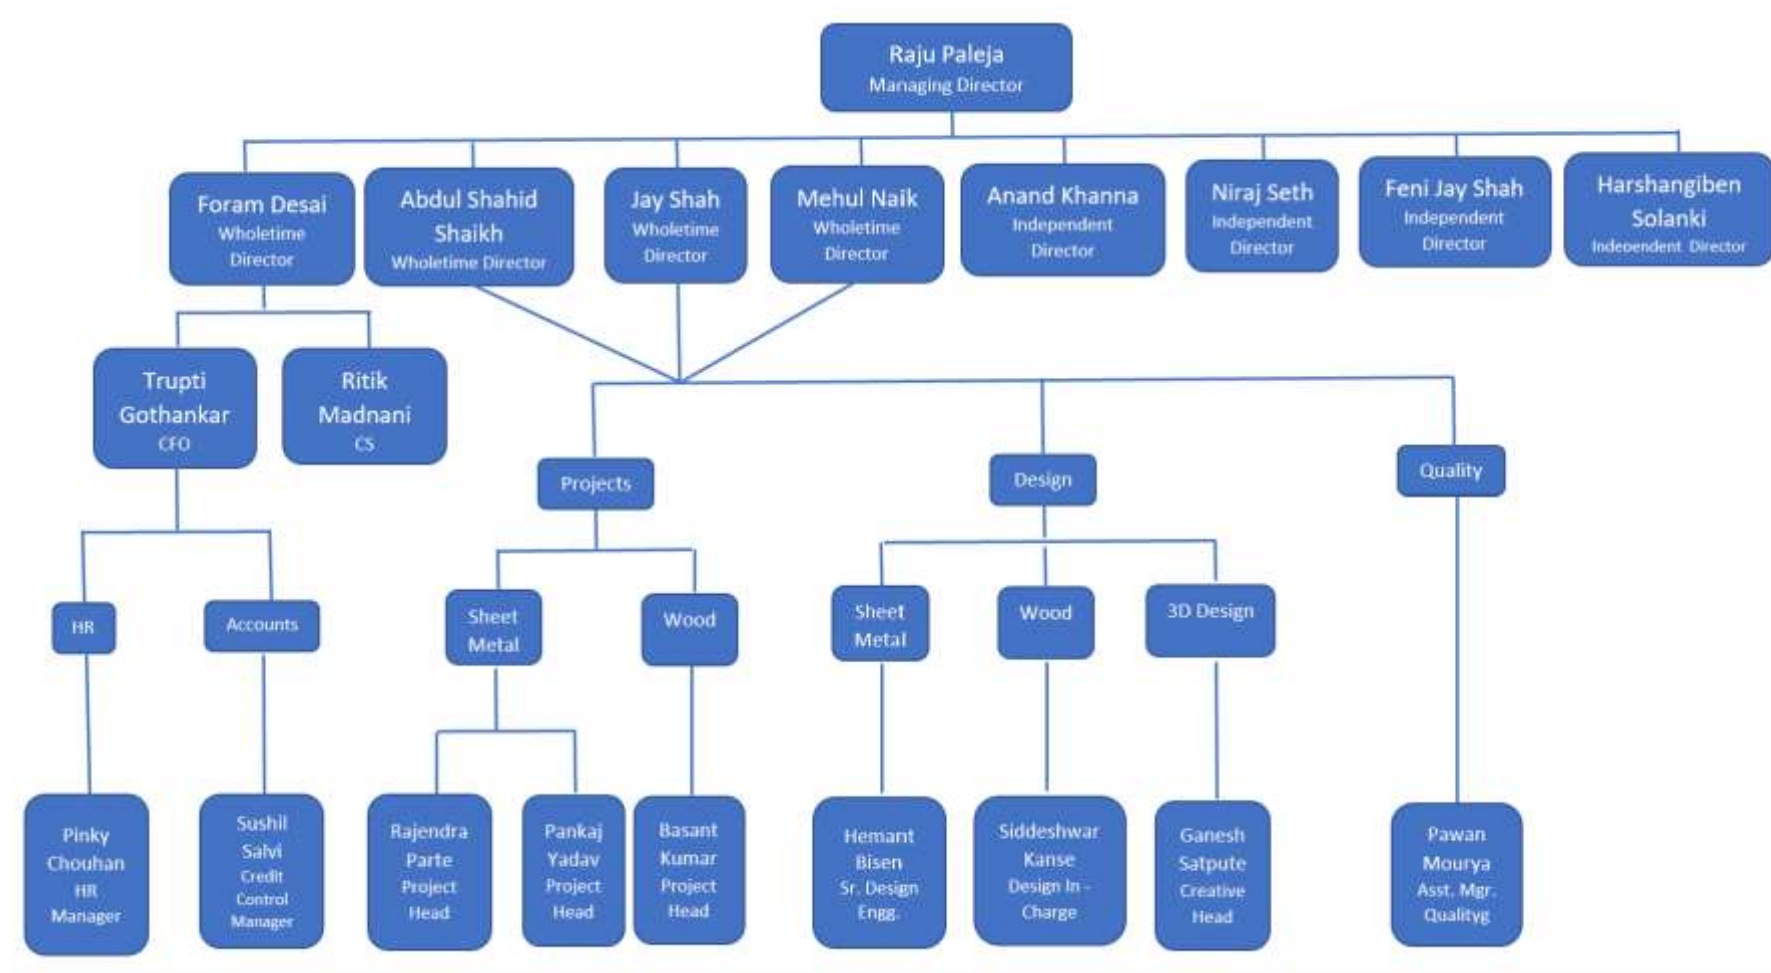 Raju Paleja
Managing Director
Foram Desai
Wholetime
Director
Abdul Shahid
Shaikh
Wholetime Director
Jay Shah
Wholetime
Director
Mehul Naik
Wholetime
Director
Anand Khanna
Independent
Director
Niraj Seth
Independent
Director
Feni Jay Shah
Independent
Director
Harshangiben
Solanki
Independent Director
Trupti
Gothankar
CFO
Ritik
Madnani
CS
Projects
Design
Quality
HR
Accounts
Sheet
Metal
Wood
Sheet
Metal
Wood
3D Design
Pinky
Chouhan
HR
Manager
Sushil
Salvi
Credit
Control
Manager
Rajendra
Parte
Project
Head
Pankaj
Yadav
Project
Head
Basant
Kumar
Project
Head
Hemant
Bisen
Sr. Design
Engg.
Siddeshwar
Kanse
Design In -
Charge
Ganesh
Satpute
Creative
Head
Pawan
Mourya
Asst. Mgr.
Qualityg